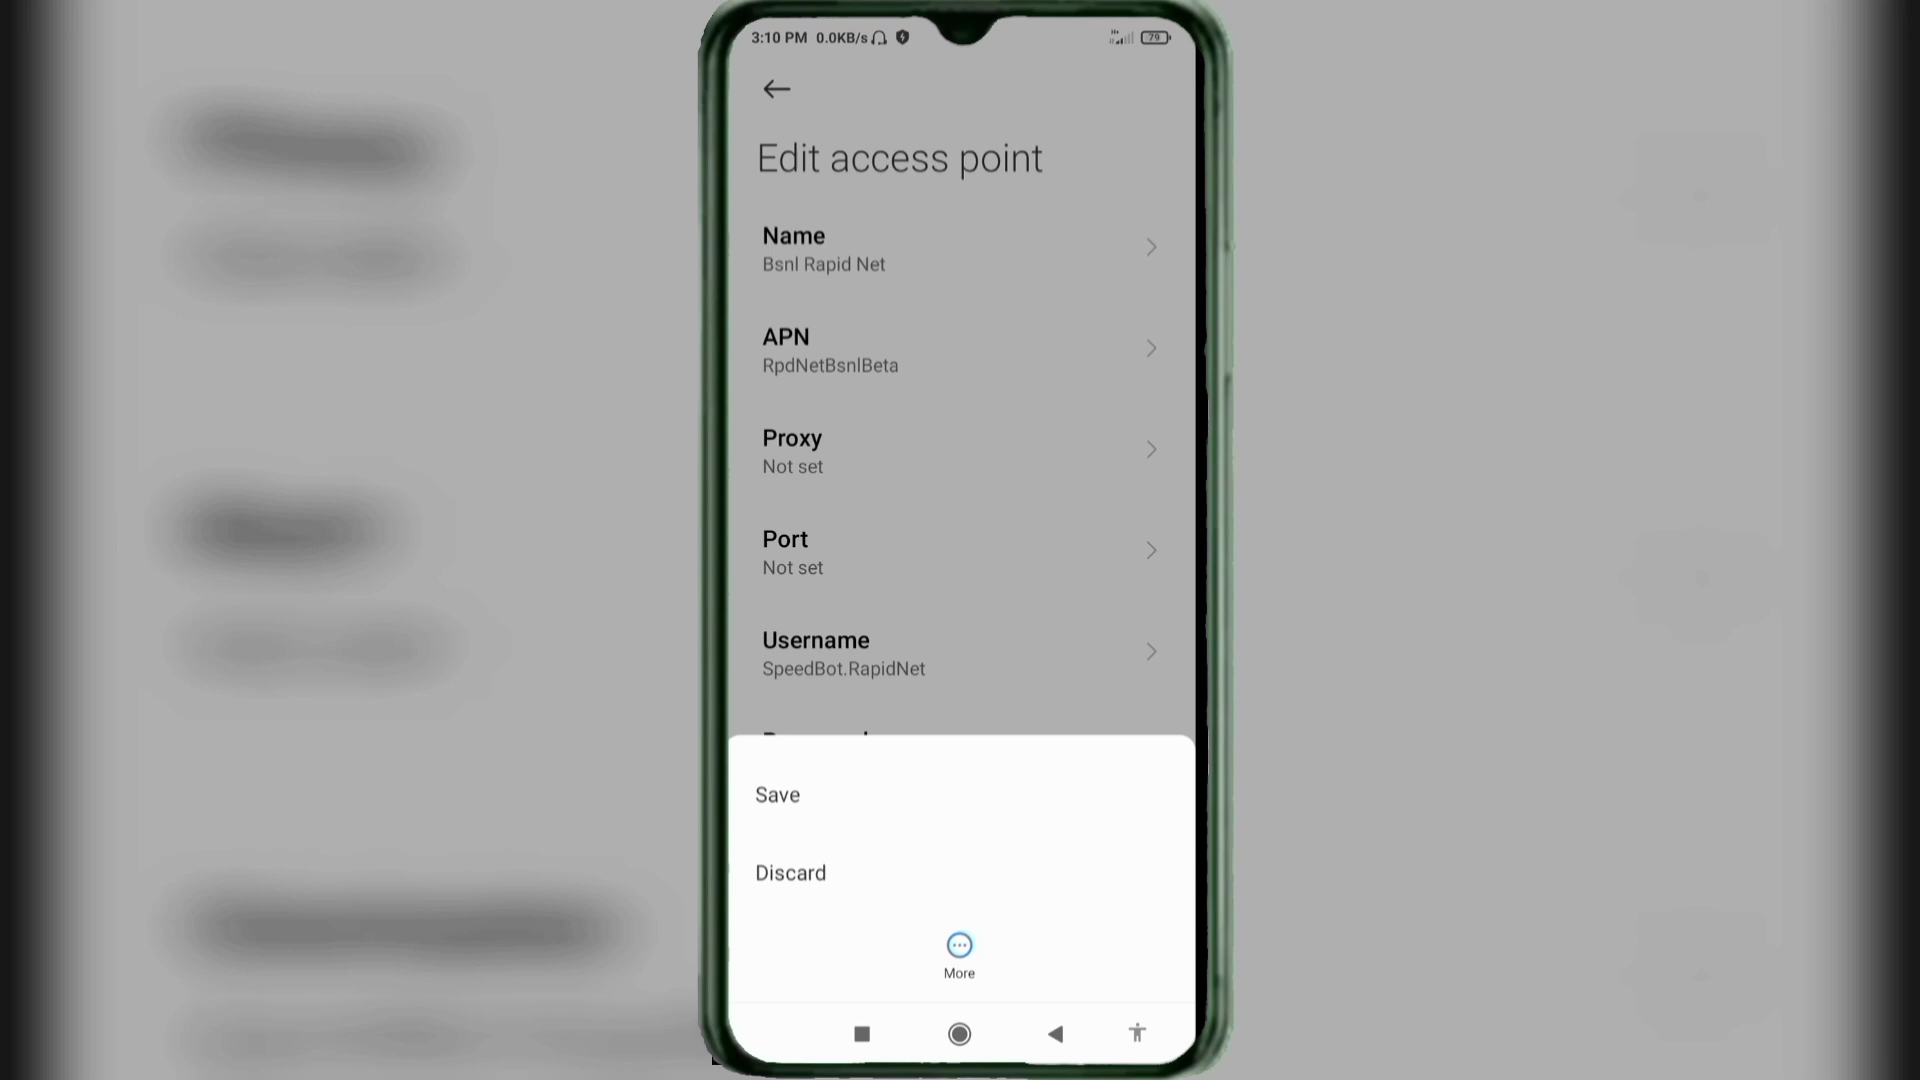 3:10 PM 0.0KB/s
79
Edit access point
Name
Bsnl Rapid Net
APN
RpdNetBsnlBeta
Proxy
Not set
Port
Not set
Username
SpeedBot.RapidNet
Save
Discard
More